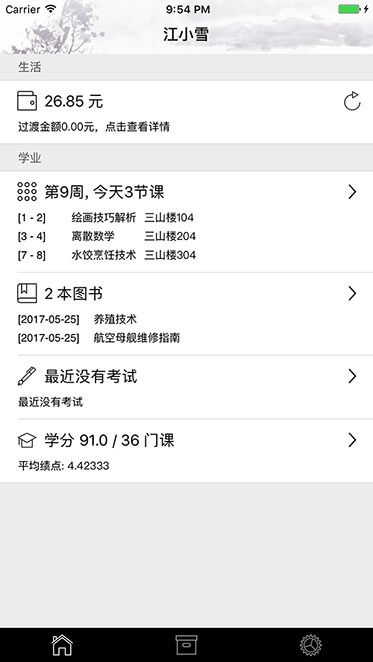 Carrier
9:54 PM
江小雪
生活
26.85 元
过渡金额0.00元，点击查看详情
学业
第9周, 今天3节课
[1 - 2] 绘画技巧解析 三山楼104
[3 - 4] 离散数学 三山楼204
[7 - 8] 水饺烹饪技术 三山楼304
2 本图书
[2017-05-25] 养殖技术
[2017-05-25] 航空母舰维修指南
最近没有考试
最近没有考试
学分 91.0 / 36 门课
平均绩点: 4.42333